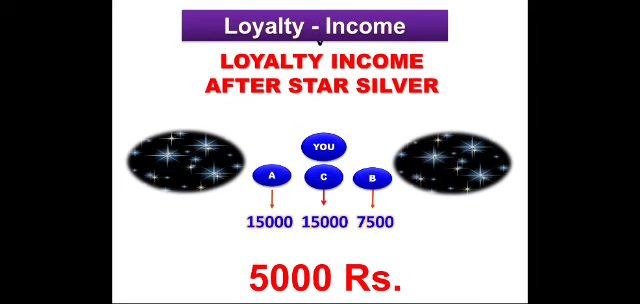 Loyalty - Income
LOYALTY INCOME
AFTER STAR SILVER
YOU
A C B
15000 15000 7500
5000 Rs.